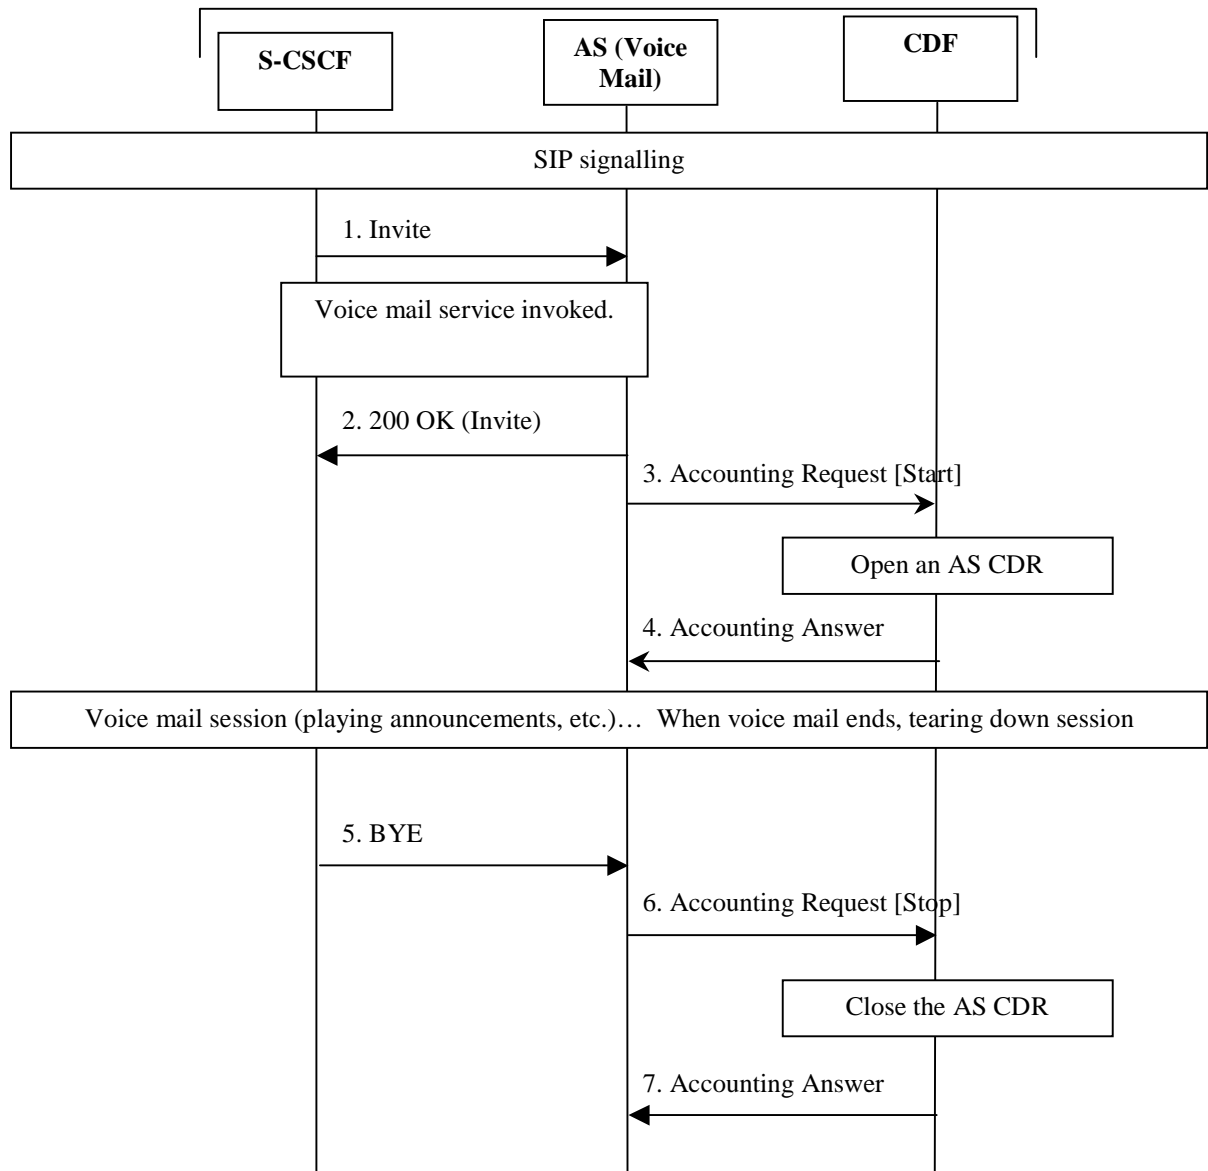 S-CSCF
AS (Voice
Mail)
CDF
SIP signalling
1. Invite
Voice mail service invoked.
2. 200 OK (Invite)
3. Accounting Request [Start]
Open an AS CDR
4. Accounting Answer
Voice mail session (playing announcements, etc.)… When voice mail ends, tearing down session
5. BYE
6. Accounting Request [Stop]
Close the AS CDR
7. Accounting Answer